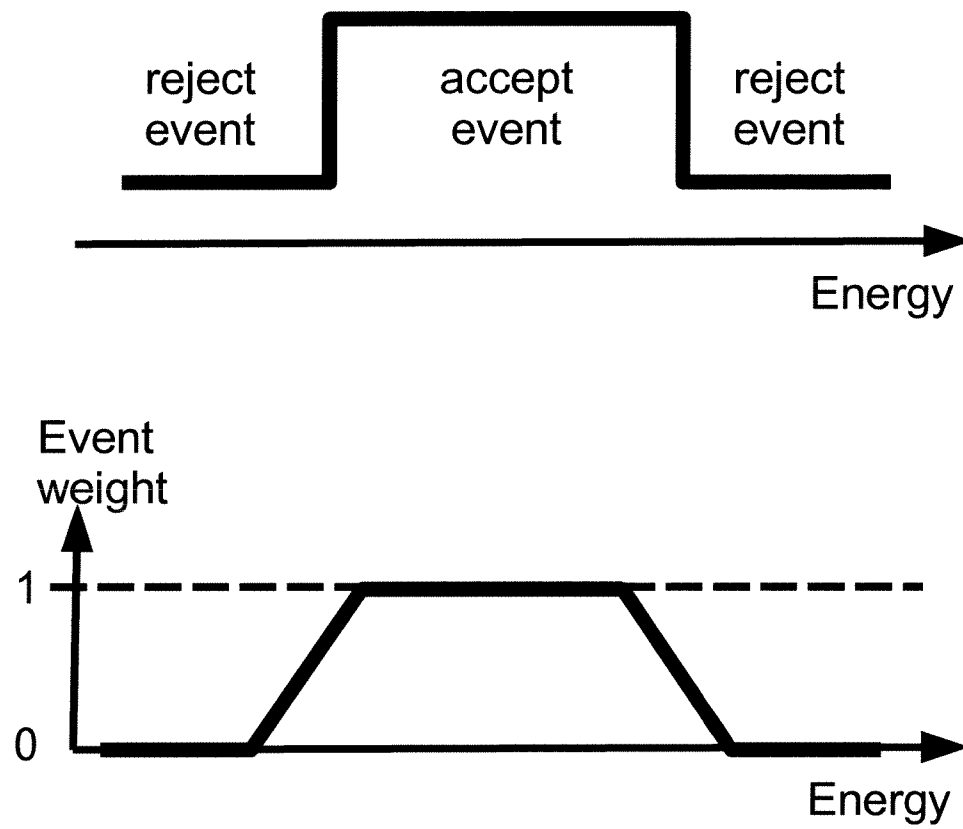 reject
event
accept
event
reject
event
Energy
Event
weight
1
0
Energy